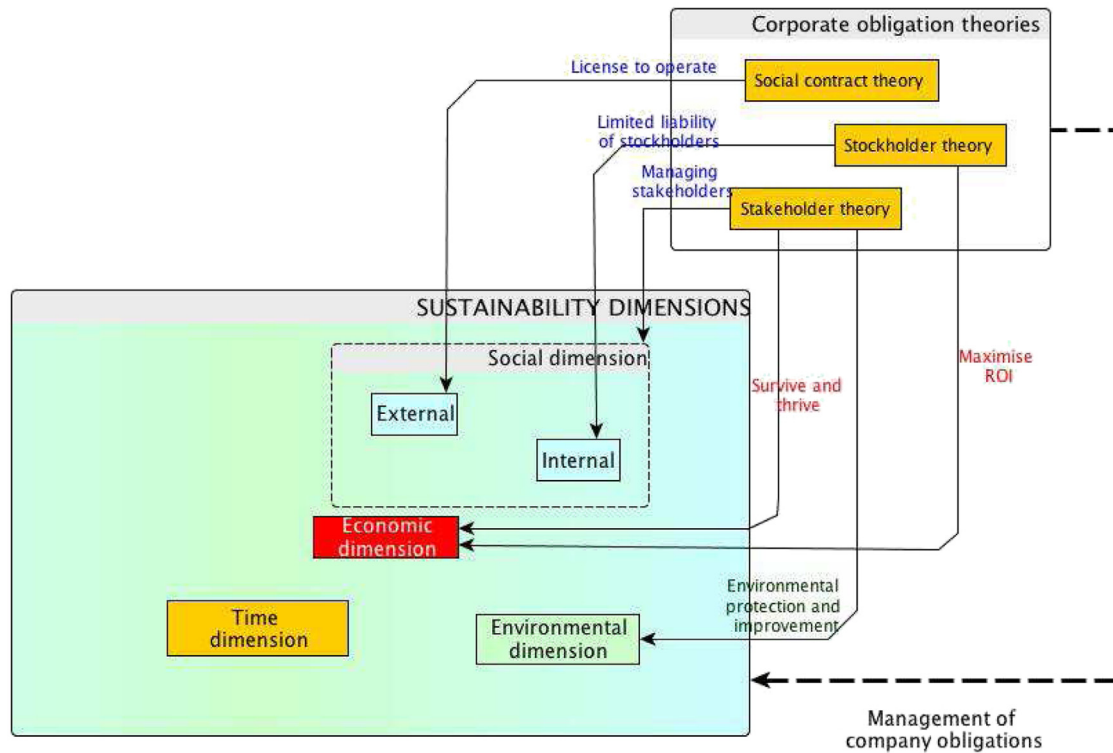 Corporate obligation theories
License to operate
Social contract theory
Limited liability
of stockholders
Stockholder theory
Managing
stakeholders
Stakeholder theory
SUSTAINABILITY DIMENSIONS
Social dimension
Maximise
ROI
Survive and
thrive
External
Internal
Economic
dimension
Environmental
protection and
improvement
Time
dimension
Environmental
dimension
Management of
company obligations